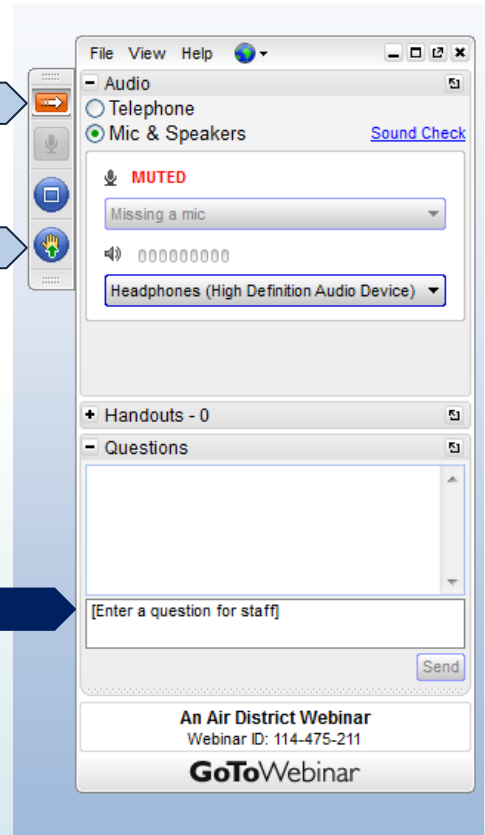 File View Help
Audio
Telephone
Mic & Speakers Sound Check
MUTED
Missing a mic
000000000
Headphones (High Definition Audio Device)
Handouts - 0
Questions
[Enter a question for staff]
Send
An Air District Webinar
Webinar ID: 114-475-211
GoToWebinar